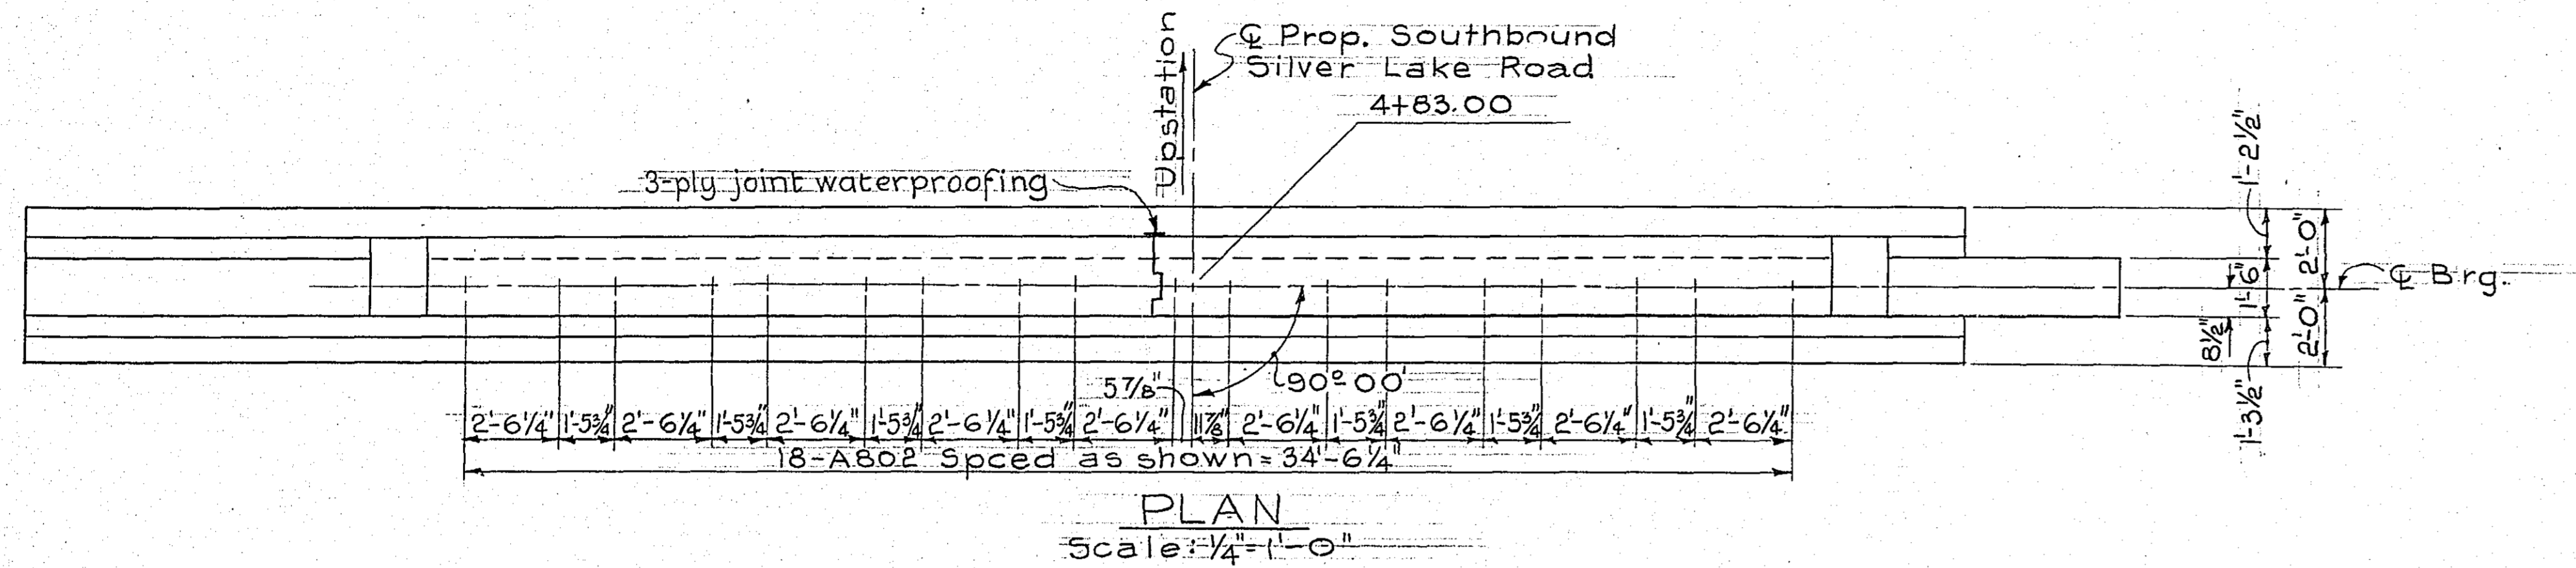 Upstation
℄ Prop. Southbound
Silver Lake Road
4+83.00
3-ply joint waterproofing
1'-2½"
2'-0"
1'-6"
2'-0"
8½"
1'-3½"
℄ Brg.
90º00'
5⅞"
2'-6¼" 1'-5¾" 2'-6¼" 1'-5¾" 2'-6¼" 1'-5¾" 2'-6¼" 1'-5¾" 2'-6¼" 11⅞" 2'-6¼" 1'-5¾" 2'-6¼" 1'-5¾" 2'-6¼" 1'-5¾" 2'-6¼"
18-A802 Spced as shown = 34'-6¼"
PLAN
Scale: ¼"=1'-0"